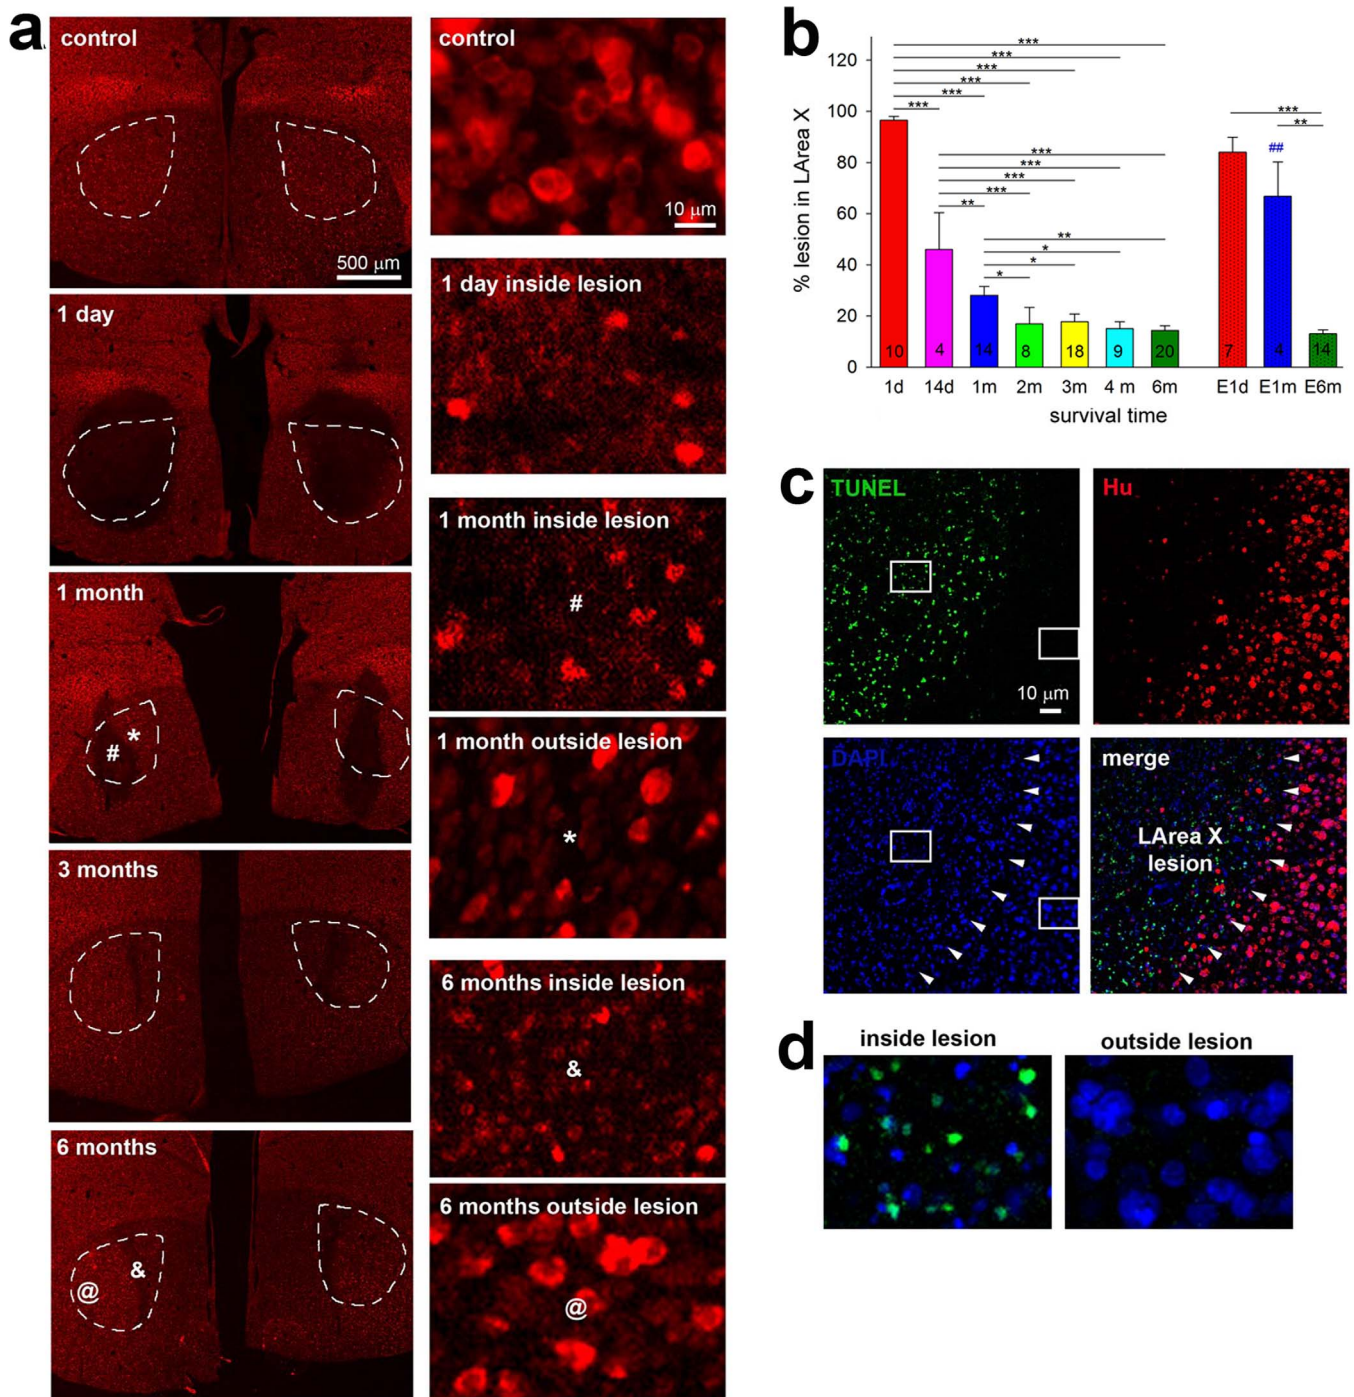 a
control
500 μm
1 day
1 month
#
*
3 months
6 months
&
@
control
10 μm
1 day inside lesion
1 month inside lesion
#
1 month outside lesion
*
6 months inside lesion
&
6 months outside lesion
@
b
% lesion in LArea X
120
100
80
60
40
20
0
***
***
***
***
***
***
***
***
***
***
**
**
*
*
*
***
**
##
10
4
14
8
18
9
20
7
4
14
1d 14d 1m 2m 3m 4 m 6m E1d E1m E6m
survival time
c
TUNEL
10 μm
Hu
DAPI
merge
LArea X
lesion
d
inside lesion
outside lesion